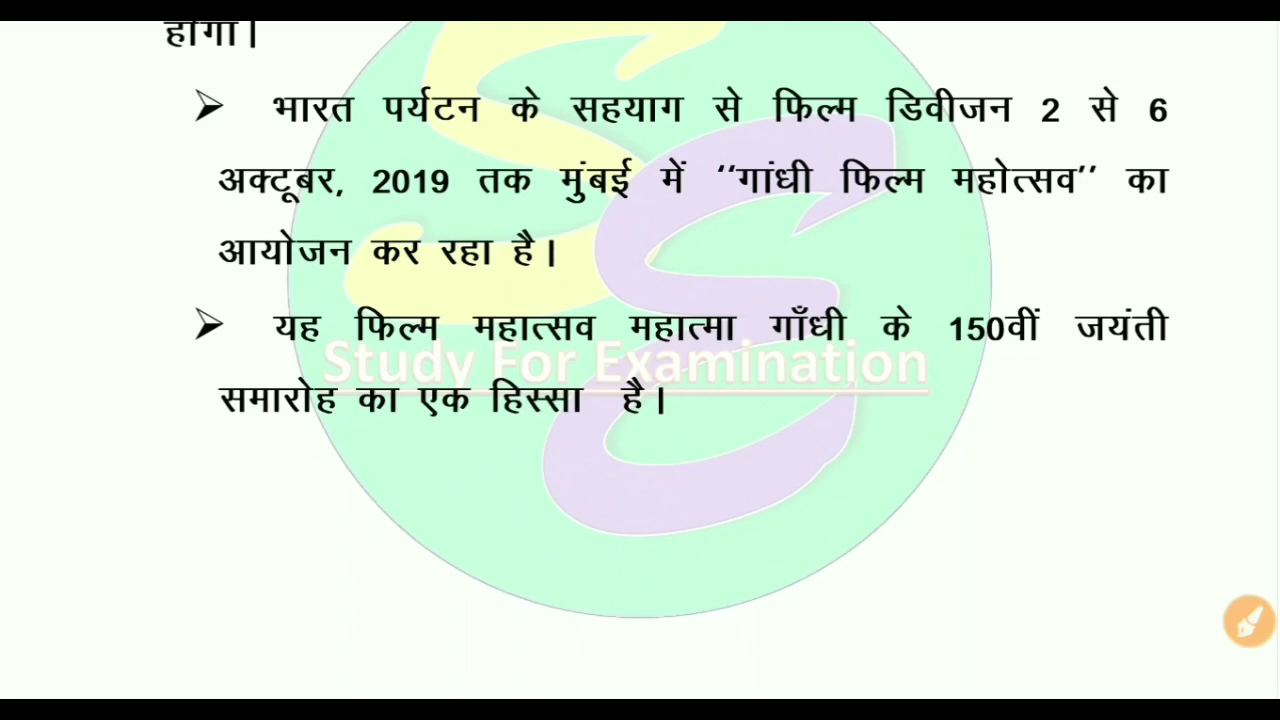 होगा।
➢ भारत पर्यटन के सहयाग से फिल्म डिवीजन 2 से 6
अक्टूबर, 2019 तक मुंबई में ‘‘गांधी फिल्म महोत्सव’’ का
आयोजन कर रहा है।
➢ यह फिल्म महात्सव महात्मा गाँधी के 150वीं जयंती
Study For Examination
समारोह का एक हिस्सा है।